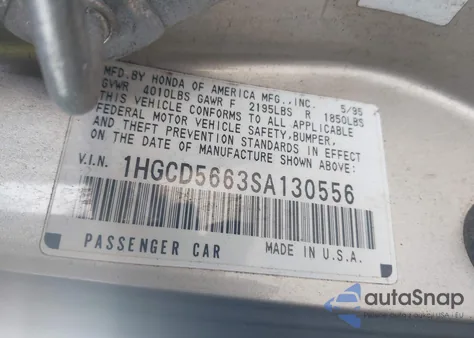 MFD. BY HONDA OF AMERICA MFG., INC. 5/95
GVWR 4010LBS GAWR F 2195LBS R 1850LBS
THIS VEHICLE CONFORMS TO ALL APPLICABLE
FEDERAL MOTOR VEHICLE SAFETY, BUMPER,
AND THEFT PREVENTION STANDARDS IN EFFECT
ON THE DATE OF MANUFACTURE SHOWN ABOVE:
V.I.N. 1HGCD5663SA130556
PASSENGER CAR MADE IN U.S.A.
autoSnap